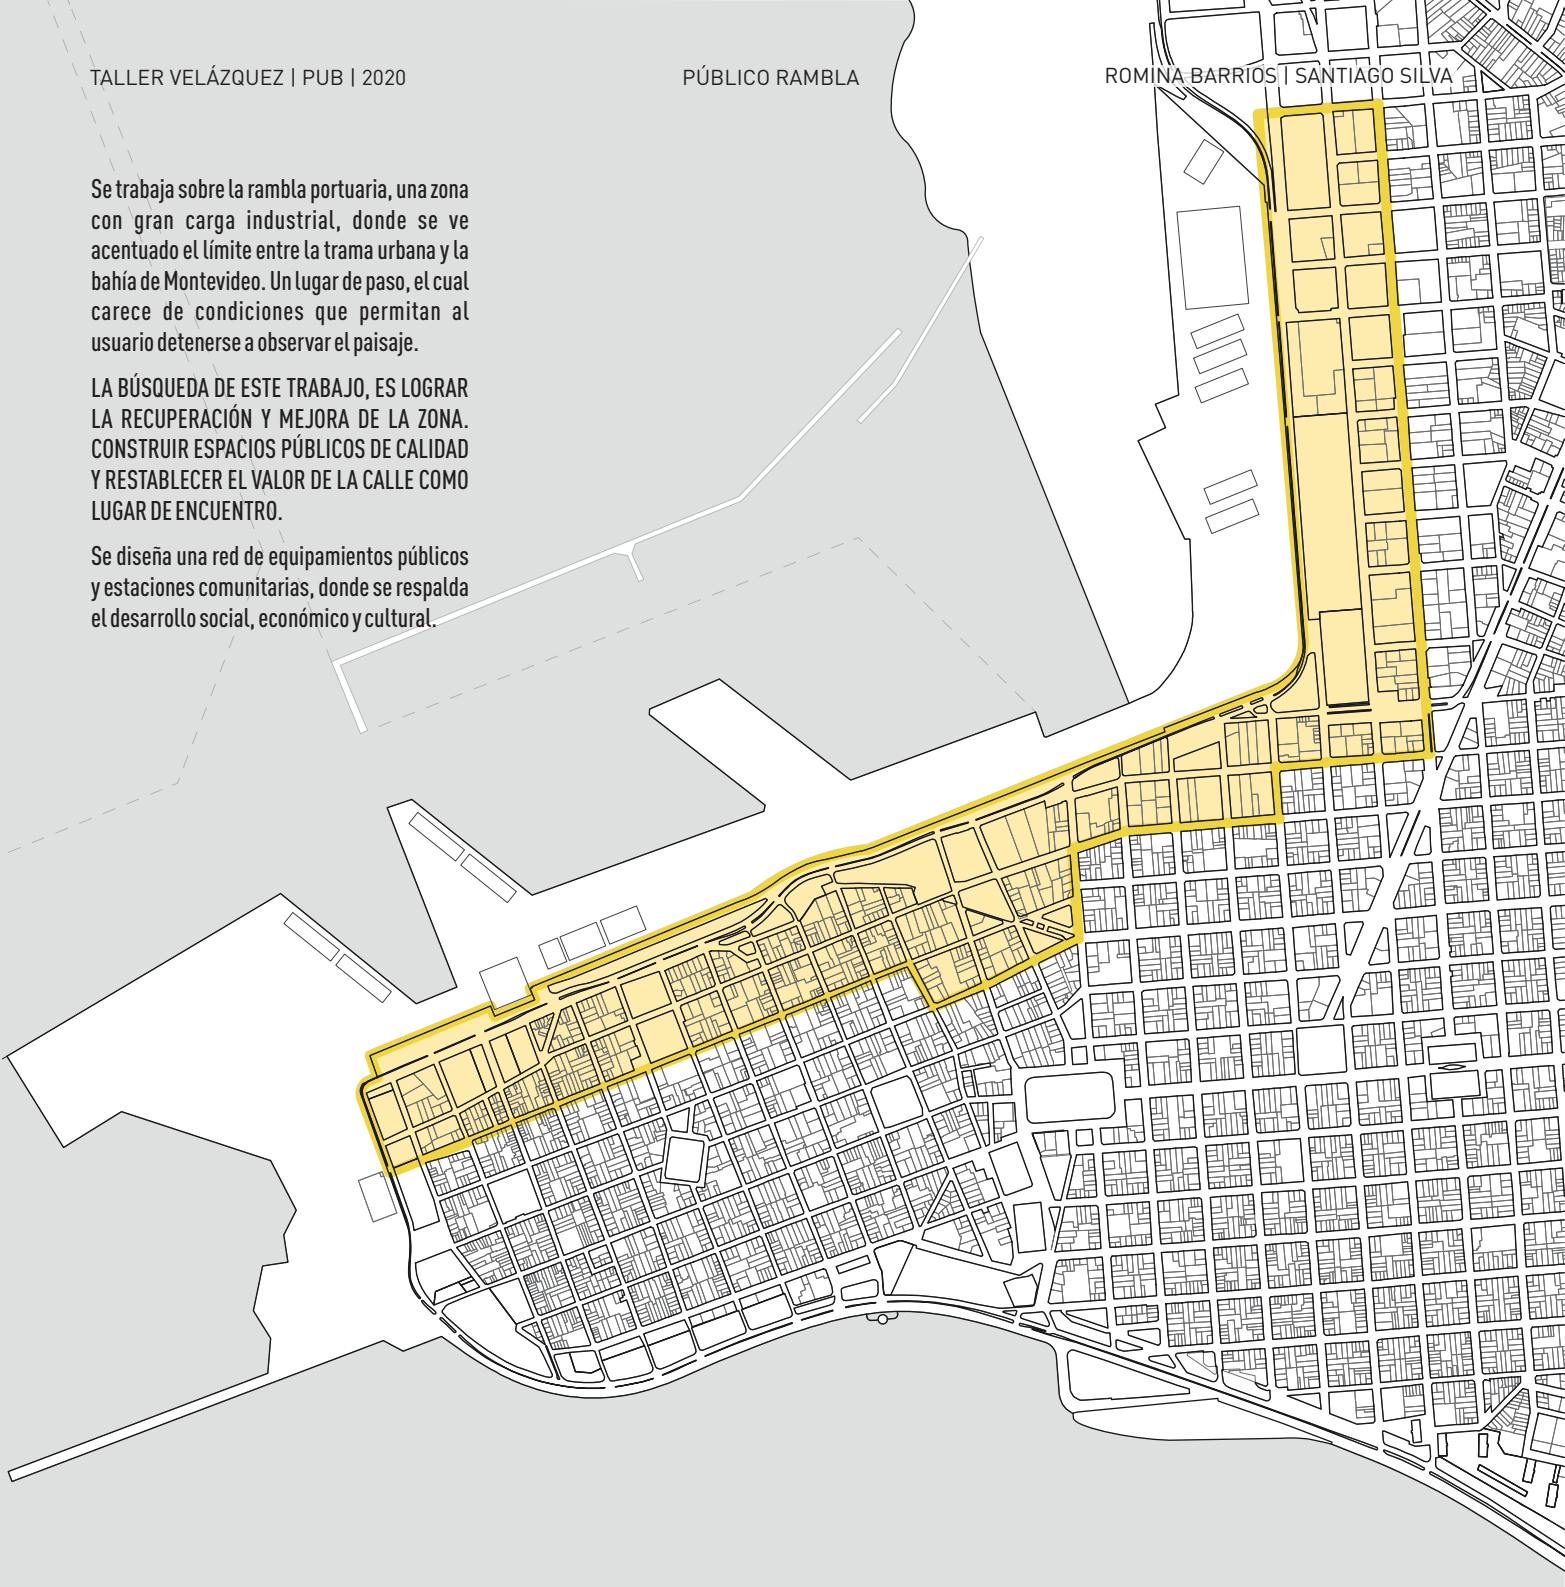 TALLER VELÁZQUEZ | PUB | 2020
PÚBLICO RAMBLA
ROMINA BARRIOS | SANTIAGO SILVA
Se trabaja sobre la rambla portuaria, una zona
con gran carga industrial, donde se ve
acentuado el límite entre la trama urbana y la
bahía de Montevideo. Un lugar de paso, el cual
carece de condiciones que permitan al
usuario detenerse a observar el paisaje.
LA BÚSQUEDA DE ESTE TRABAJO, ES LOGRAR
LA RECUPERACIÓN Y MEJORA DE LA ZONA.
CONSTRUIR ESPACIOS PÚBLICOS DE CALIDAD
Y RESTABLECER EL VALOR DE LA CALLE COMO
LUGAR DE ENCUENTRO.
Se diseña una red de equipamientos públicos
y estaciones comunitarias, donde se respalda
el desarrollo social, económico y cultural.